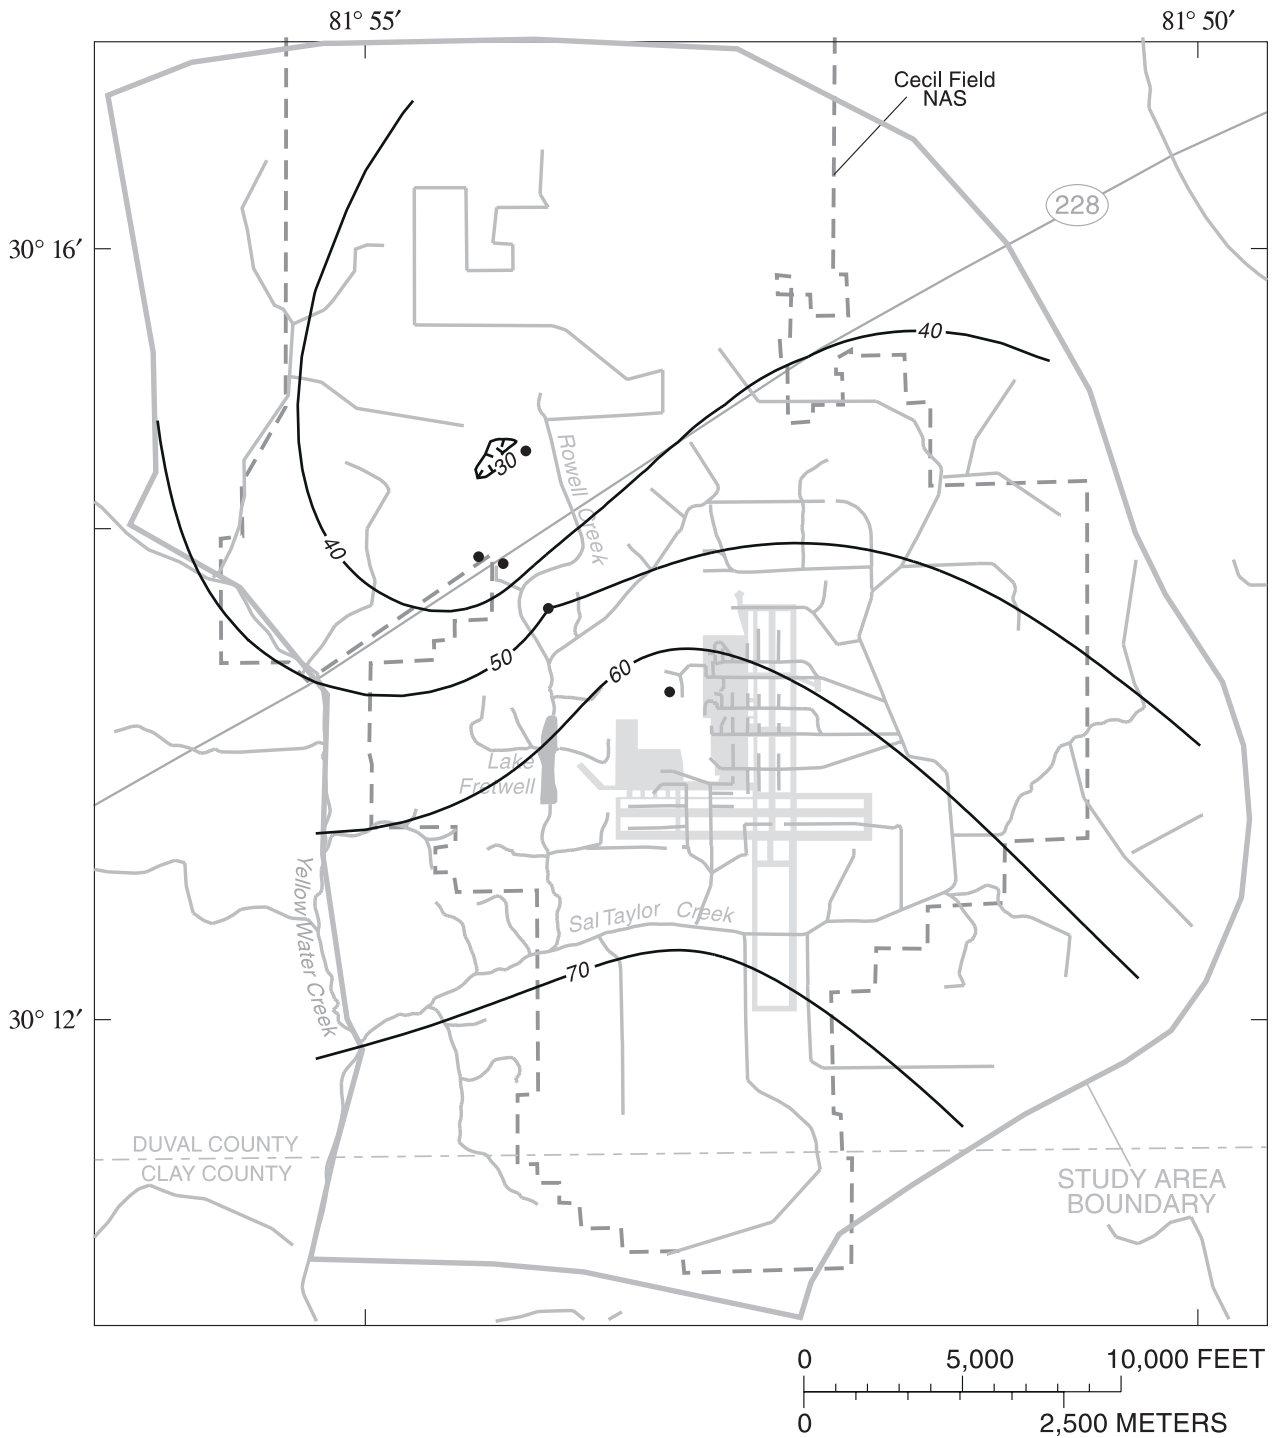 81° 55′
81° 50′
Cecil Field
NAS
228
30° 16′
40
30
Rowell Creek
40
50
60
Lake
Fretwell
Yellow Water Creek
Sal Taylor Creek
70
30° 12′
DUVAL COUNTY
CLAY COUNTY
STUDY AREA
BOUNDARY
0 5,000 10,000 FEET
0 2,500 METERS